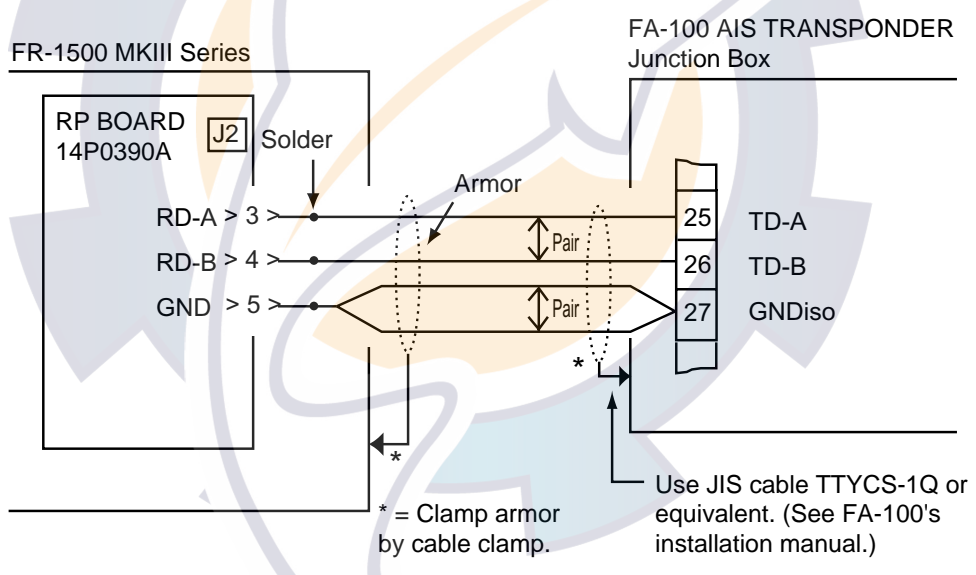 FA-100 AIS TRANSPONDER
Junction Box
FR-1500 MKIII Series
RP BOARD
14P0390A
J2
Solder
Armor
RD-A > 3 >
Pair
25
TD-A
RD-B > 4 >
26
TD-B
GND > 5 >
Pair
27
GNDiso
*
*
* = Clamp armor
by cable clamp.
Use JIS cable TTYCS-1Q or
equivalent. (See FA-100's
installation manual.)